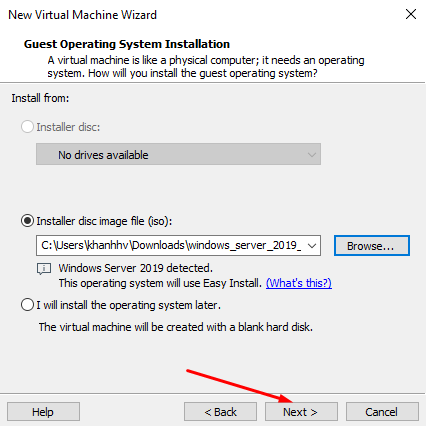 New Virtual Machine Wizard
Guest Operating System Installation
A virtual machine is like a physical computer; it needs an operating
system. How will you install the guest operating system?
Install from:
Installer disc:
No drives available
Installer disc image file (iso):
C:\Users\khanhhv\Downloads\windows_server_2019_
Browse...
Windows Server 2019 detected.
This operating system will use Easy Install. (What's this?)
I will install the operating system later.
The virtual machine will be created with a blank hard disk.
Help
< Back
Next >
Cancel